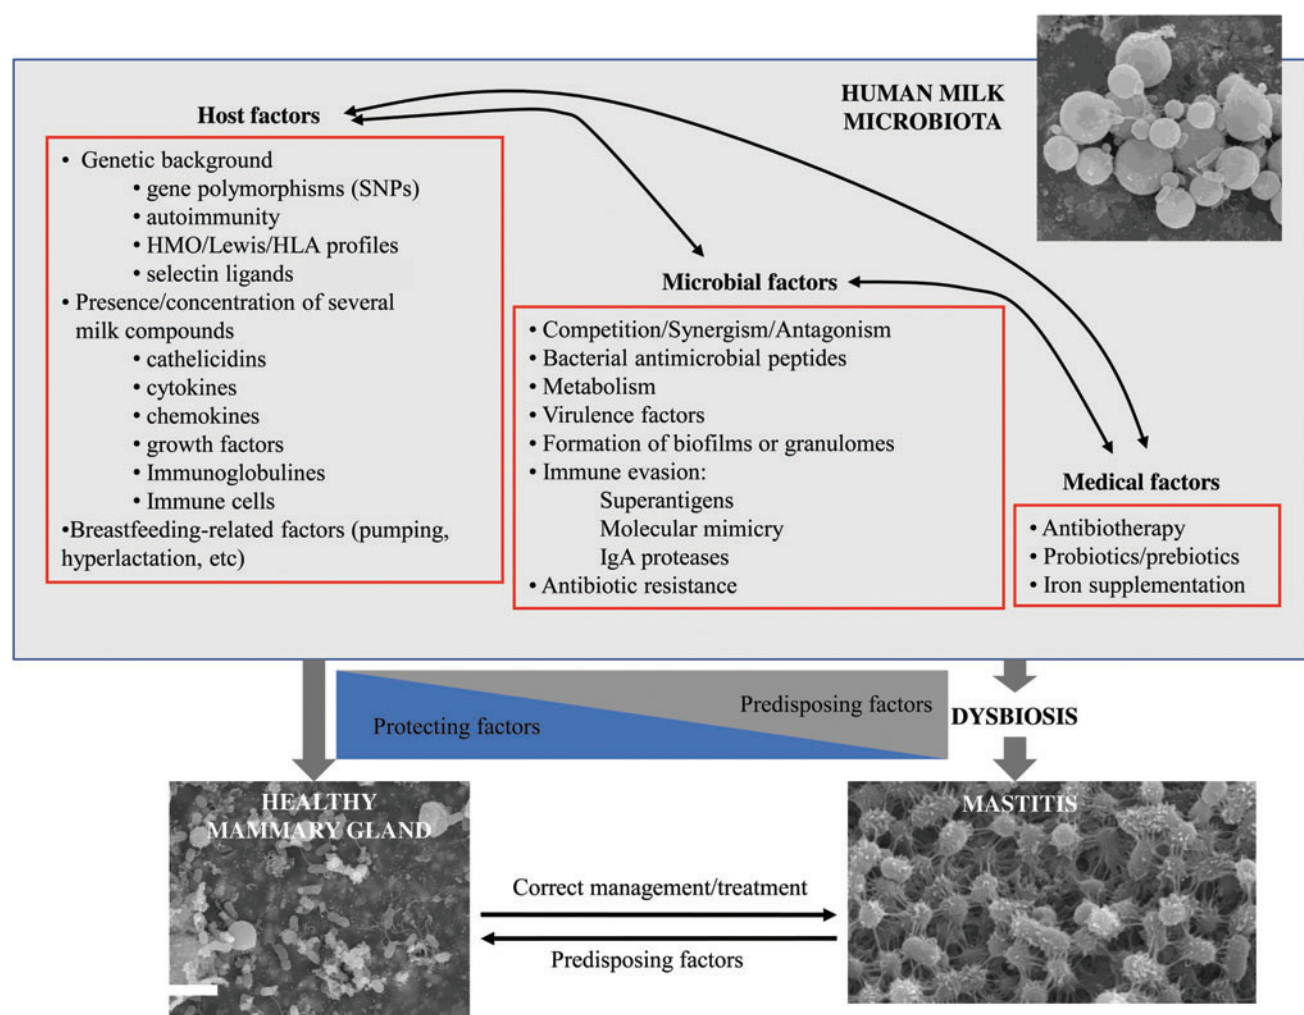 HUMAN MILK
MICROBIOTA
Host factors
• Genetic background
• gene polymorphisms (SNPs)
• autoimmunity
• HMO/Lewis/HLA profiles
• selectin ligands
• Presence/concentration of several
milk compounds
• cathelicidins
• cytokines
• chemokines
• growth factors
• Immunoglobulines
• Immune cells
•Breastfeeding-related factors (pumping,
hyperlactation, etc)
Microbial factors
• Competition/Synergism/Antagonism
• Bacterial antimicrobial peptides
• Metabolism
• Virulence factors
• Formation of biofilms or granulomes
• Immune evasion:
Superantigens
Molecular mimicry
IgA proteases
• Antibiotic resistance
Medical factors
• Antibiotherapy
• Probiotics/prebiotics
• Iron supplementation
Predisposing factors
Protecting factors
DYSBIOSIS
HEALTHY
MAMMARY GLAND
MASTITIS
Correct management/treatment
Predisposing factors